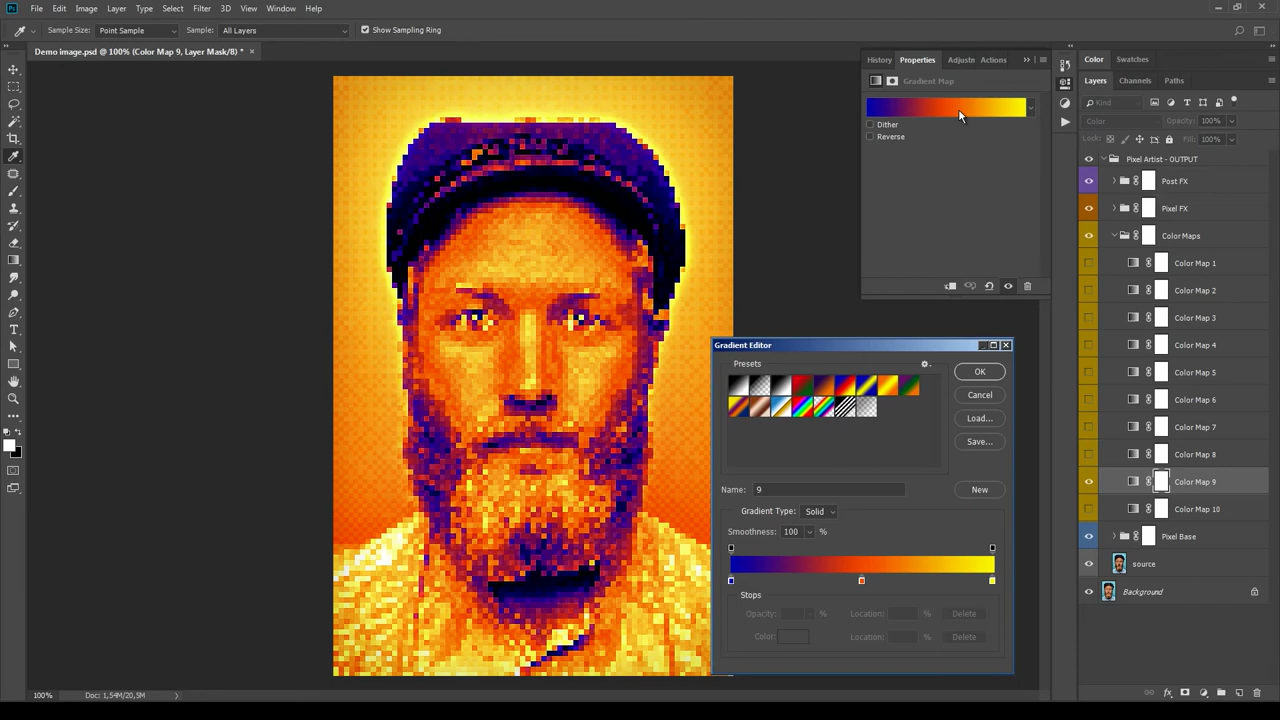 Ps File Edit Image Layer Type Select Filter 3D View Window Help
Sample Size: Point Sample Sample: All Layers Show Sampling Ring
Demo image.psd @ 100% (Color Map 9, Layer Mask/8) * ×
History Properties Adjustn Actions
Gradient Map
Dither
Reverse
Gradient Editor
Presets
OK
Cancel
Load...
Save...
Name: 9 New
Gradient Type: Solid
Smoothness: 100 %
Stops
Opacity: % Location: Delete
Color: Location: Delete
Color Swatches
Layers Channels Paths
Kind
Color Opacity: 100%
Lock: Fill: 100%
Pixel Artist - OUTPUT
Post FX
Pixel FX
Color Maps
Color Map 1
Color Map 2
Color Map 3
Color Map 4
Color Map 5
Color Map 6
Color Map 7
Color Map 8
Color Map 9
Color Map 10
Pixel Base
source
Background
100% Doc: 1,54M/20,5M
fx